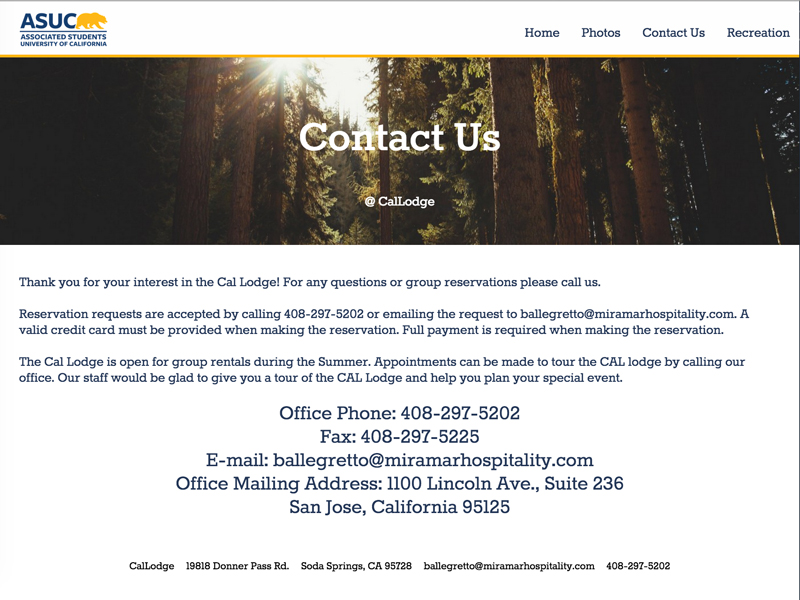 ASUC
ASSOCIATED STUDENTS
UNIVERSITY OF CALIFORNIA
Home Photos Contact Us Recreation
Contact Us
@ CalLodge
Thank you for your interest in the Cal Lodge! For any questions or group reservations please call us.
Reservation requests are accepted by calling 408-297-5202 or emailing the request to ballegretto@miramarhospitality.com. A
valid credit card must be provided when making the reservation. Full payment is required when making the reservation.
The Cal Lodge is open for group rentals during the Summer. Appointments can be made to tour the CAL lodge by calling our
office. Our staff would be glad to give you a tour of the CAL Lodge and help you plan your special event.
Office Phone: 408-297-5202
Fax: 408-297-5225
E-mail: ballegretto@miramarhospitality.com
Office Mailing Address: 1100 Lincoln Ave., Suite 236
San Jose, California 95125
CalLodge 19818 Donner Pass Rd. Soda Springs, CA 95728 ballegretto@miramarhospitality.com 408-297-5202